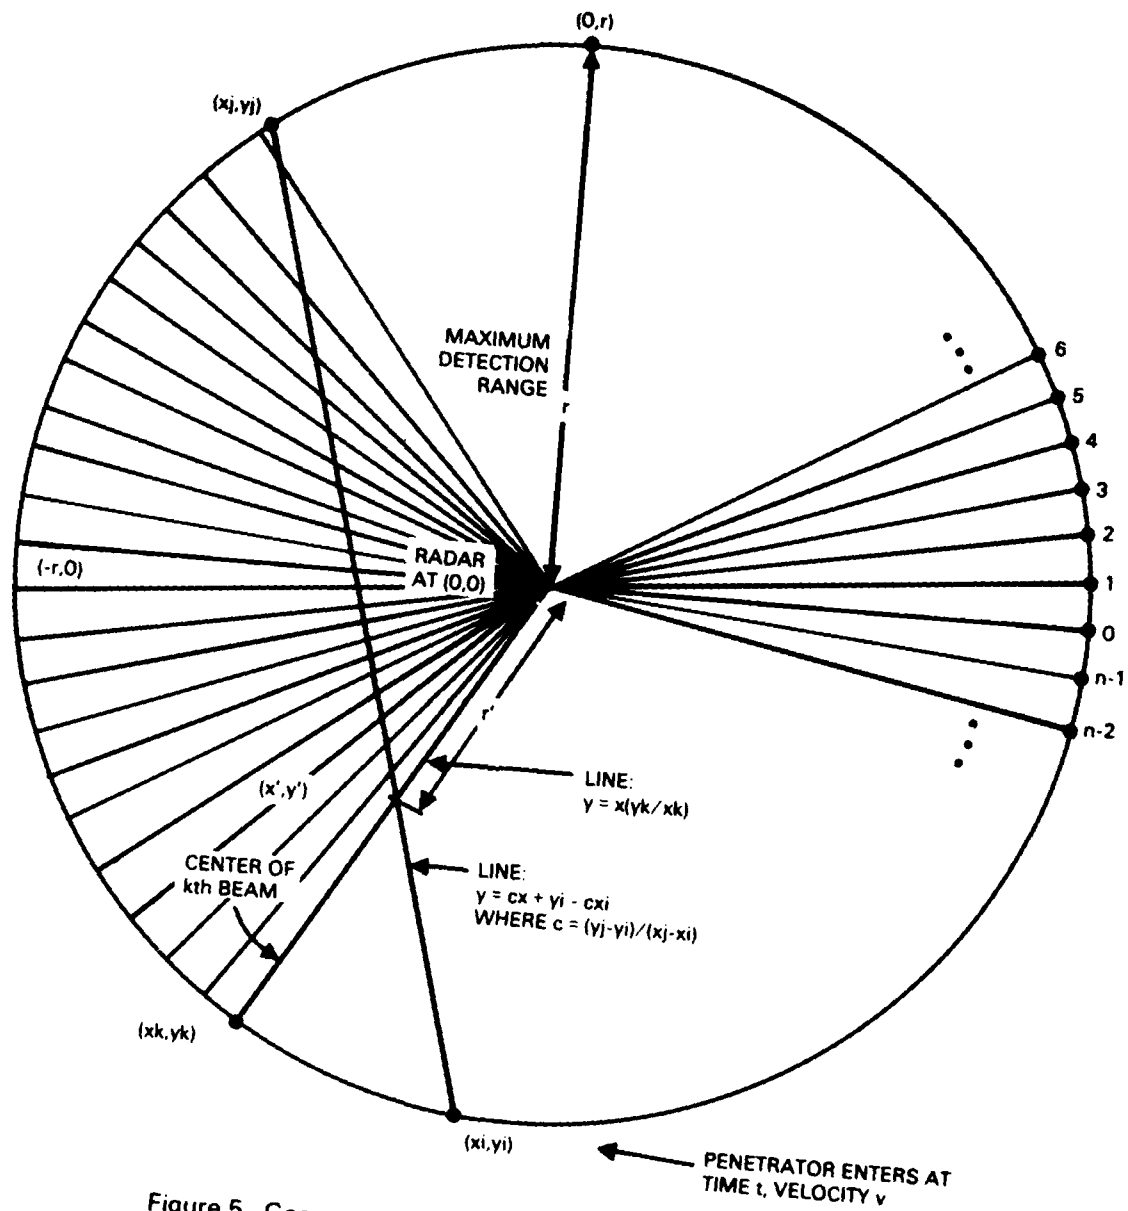 (0,r)
(xj,yj)
MAXIMUM
DETECTION
RANGE
r
6
5
4
3
2
1
0
n-1
n-2
(-r,0)
RADAR
AT (0,0)
r'
(x',y')
LINE:
y = x(yk/xk)
CENTER OF
kth BEAM
LINE:
y = cx + yi - cxi
WHERE c = (yj-yi)/(xj-xi)
(xk,yk)
(xi,yi)
PENETRATOR ENTERS AT
TIME t, VELOCITY v
Figure 5.